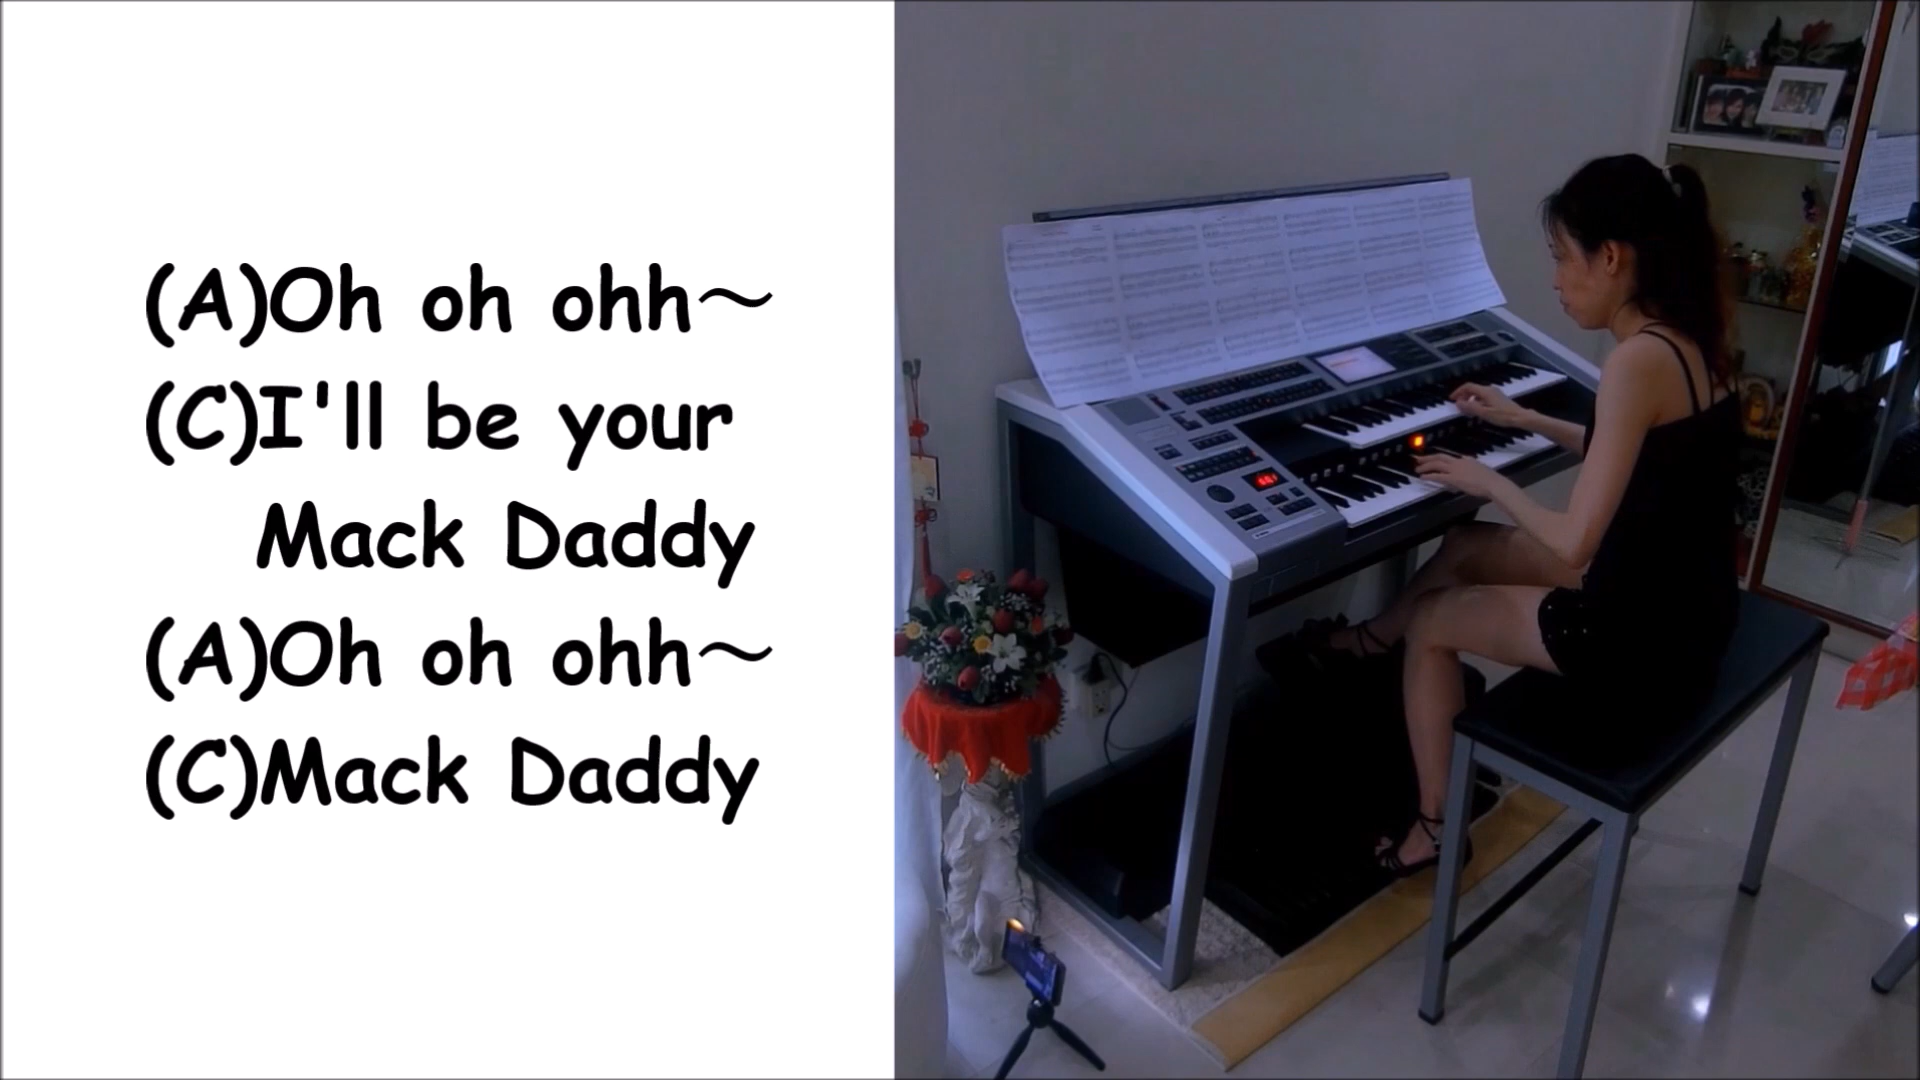 (A)Oh oh ohh～
(C)I'll be your
Mack Daddy
(A)Oh oh ohh～
(C)Mack Daddy